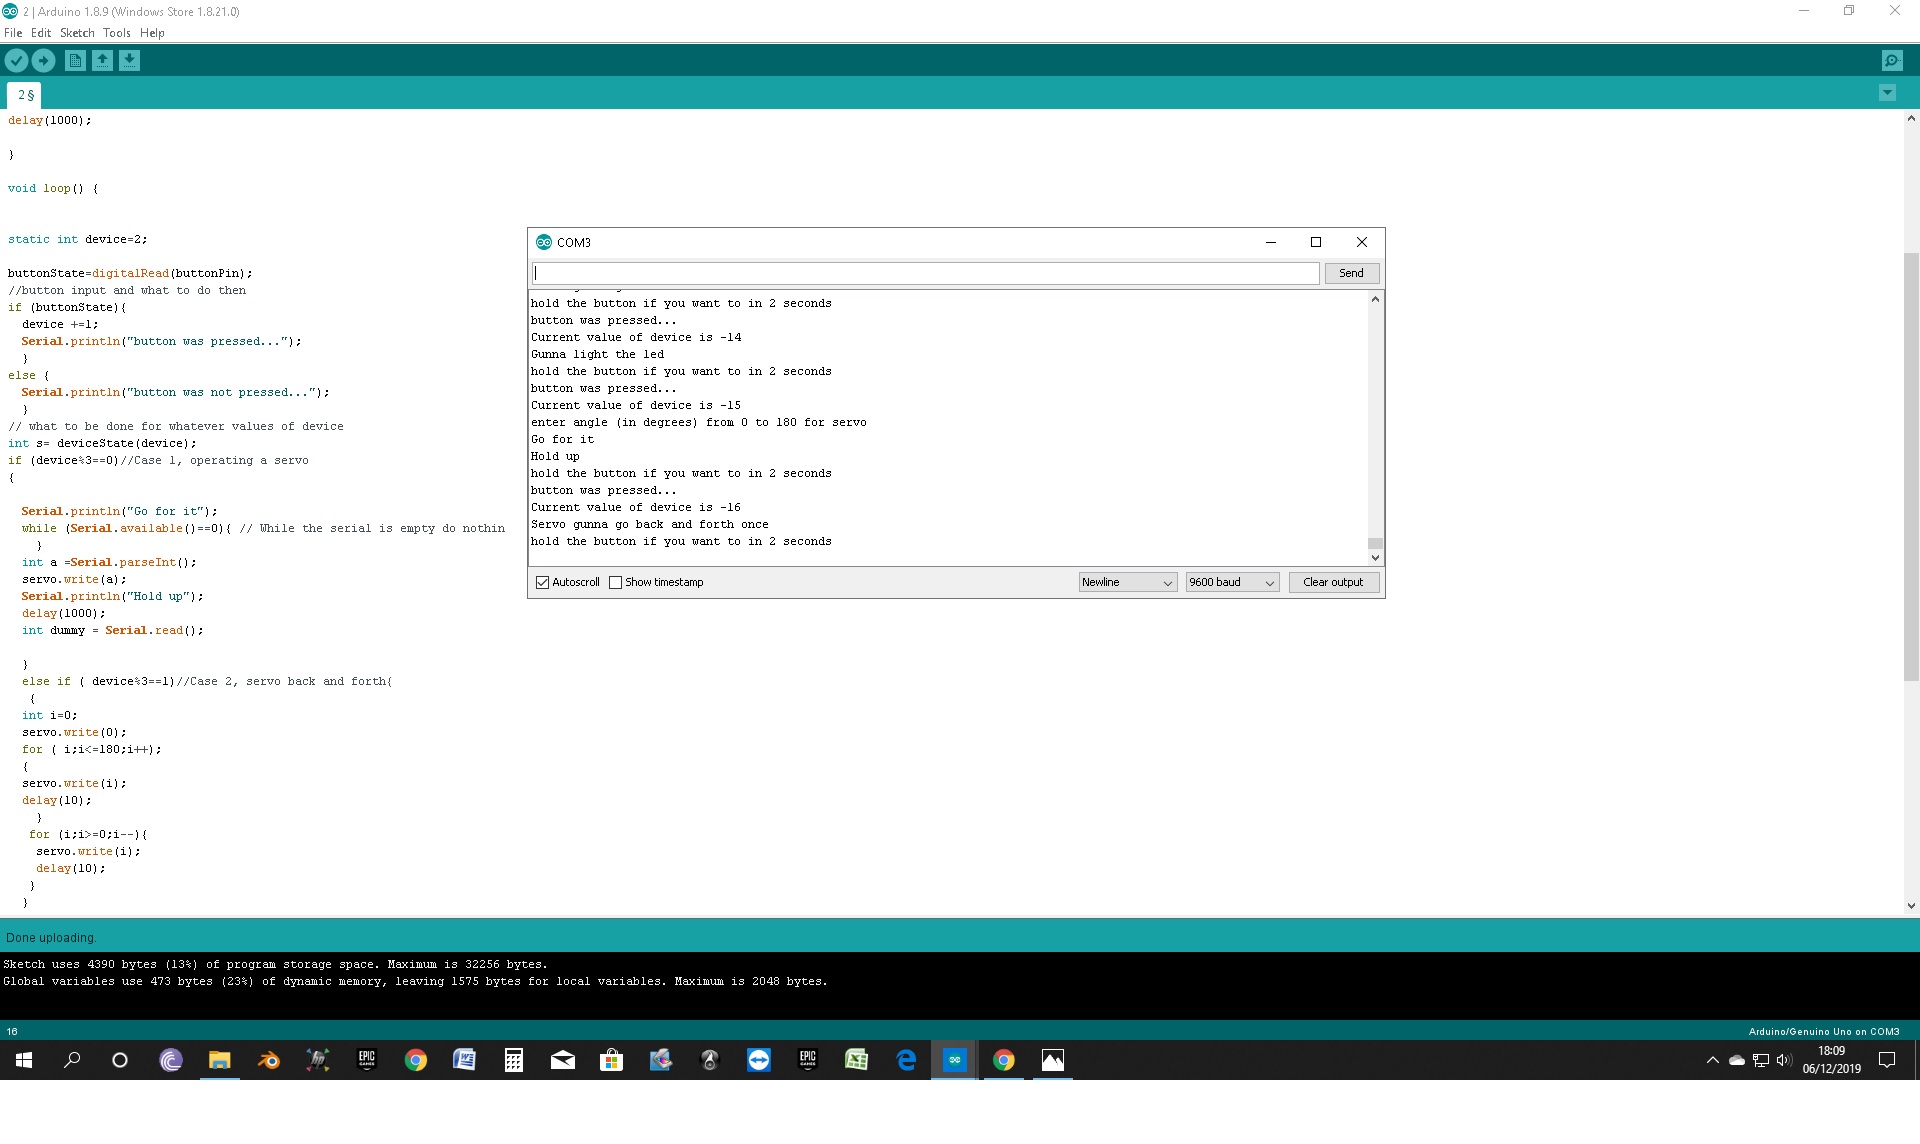 2 | Arduino 1.8.9 (Windows Store 1.8.21.0)
File Edit Sketch Tools Help
2 §
delay(1000);
}
void loop() {
static int device=2;
buttonState=digitalRead(buttonPin);
//button input and what to do then
if (buttonState){
device +=1;
Serial.println("button was pressed...");
}
else {
Serial.println("button was not pressed...");
}
// what to be done for whatever values of device
int s= deviceState(device);
if (device%3==0)//Case 1, operating a servo
{
Serial.println("Go for it");
while (Serial.available()==0){ // While the serial is empty do nothin
}
int a =Serial.parseInt();
servo.write(a);
Serial.println("Hold up");
delay(1000);
int dummy = Serial.read();
}
else if ( device%3==1)//Case 2, servo back and forth{
{
int i=0;
servo.write(0);
for ( i;i<=180;i++);
{
servo.write(i);
delay(10);
}
for (i;i>=0;i--){
servo.write(i);
delay(10);
}
}
COM3
Send
hold the button if you want to in 2 seconds
button was pressed...
Current value of device is -14
Gunna light the led
hold the button if you want to in 2 seconds
button was pressed...
Current value of device is -15
enter angle (in degrees) from 0 to 180 for servo
Go for it
Hold up
hold the button if you want to in 2 seconds
button was pressed...
Current value of device is -16
Servo gunna go back and forth once
hold the button if you want to in 2 seconds
Autoscroll Show timestamp Newline 9600 baud Clear output
Done uploading.
Sketch uses 4390 bytes (13%) of program storage space. Maximum is 32256 bytes.
Global variables use 473 bytes (23%) of dynamic memory, leaving 1575 bytes for local variables. Maximum is 2048 bytes.
16 Arduino/Genuino Uno on COM3
EPIC GAMES
EPIC GAMES
18:09
06/12/2019